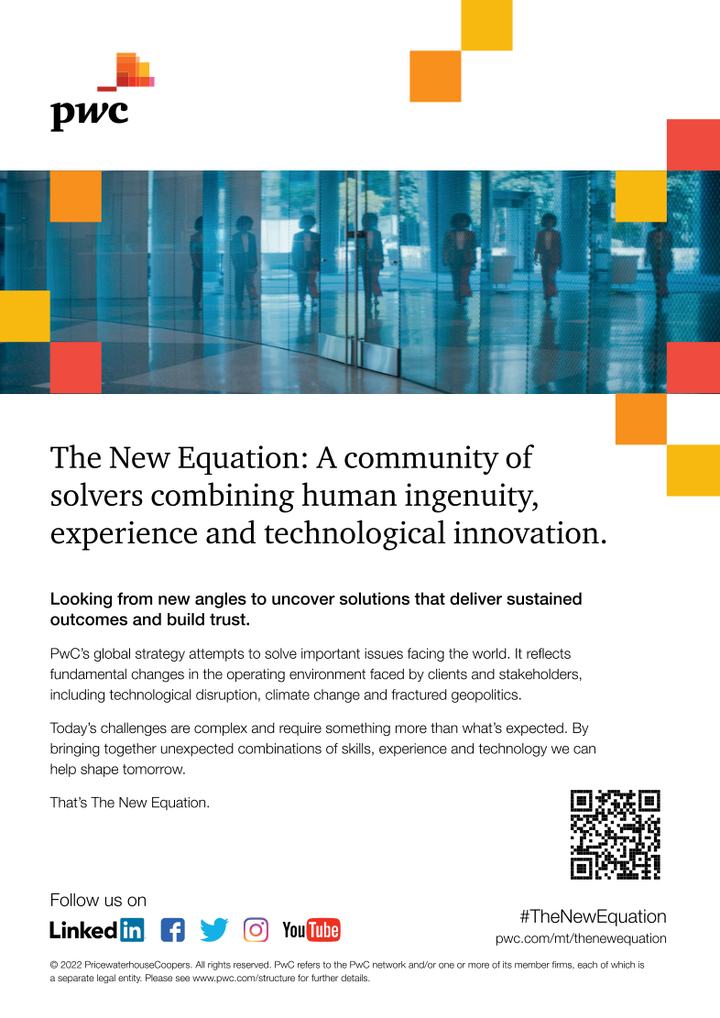 pwc
The New Equation: A community of
solvers combining human ingenuity,
experience and technological innovation.
Looking from new angles to uncover solutions that deliver sustained
outcomes and build trust.
PwC's global strategy attempts to solve important issues facing the world. It reflects
fundamental changes in the operating environment faced by clients and stakeholders,
including technological disruption, climate change and fractured geopolitics.
Today's challenges are complex and require something more than what's expected. By
bringing together unexpected combinations of skills, experience and technology we can
help shape tomorrow.
That's The New Equation.
Follow us on
Linked in f YouTube
#TheNewEquation
pwc.com/mt/thenewequation
© 2022 PricewaterhouseCoopers. All rights reserved. PwC refers to the PwC network and/or one or more of its member firms, each of which is
a separate legal entity. Please see www.pwc.com/structure for further details.